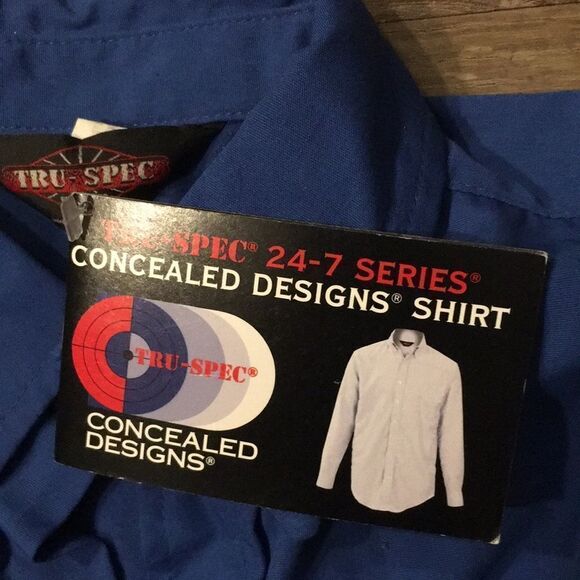 TRU-SPEC
TRU-SPEC® 24-7 SERIES®
CONCEALED DESIGNS® SHIRT
TRU-SPEC®
CONCEALED
DESIGNS®